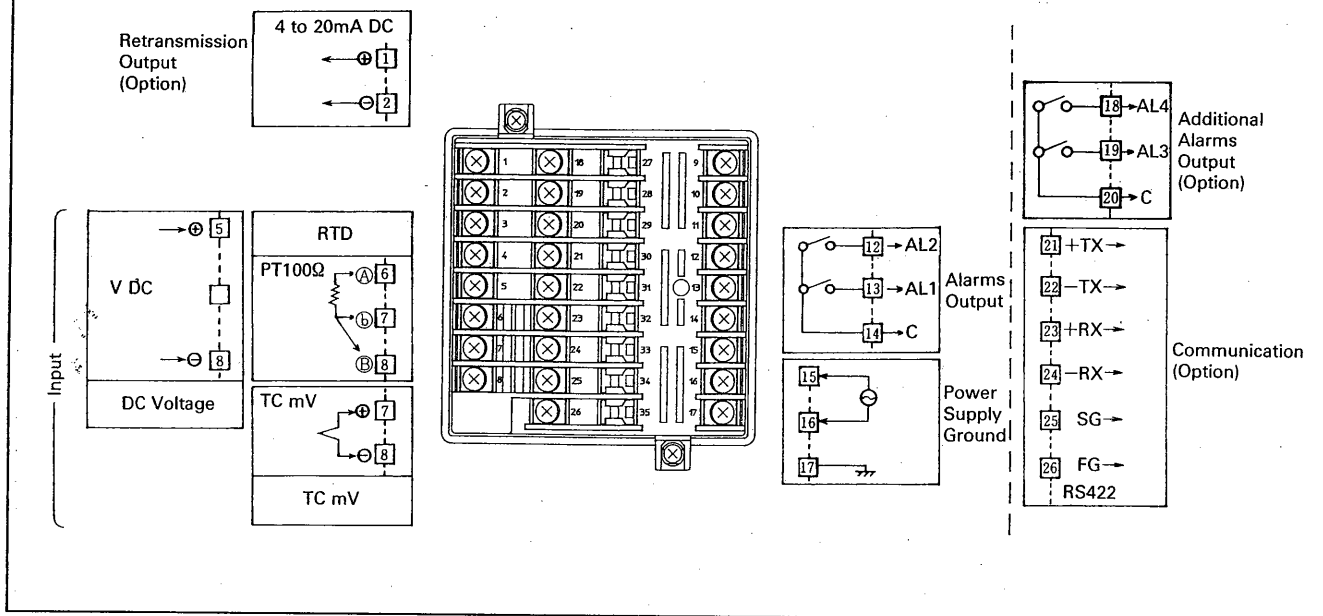 Retransmission
Output
(Option)
4 to 20mA DC
⊕ 1
⊖ 2
Input
⊕ 5
V DC
⊖ 8
DC Voltage
RTD
PT100Ω
Ⓐ 6
ⓑ 7
Ⓑ 8
TC mV
⊕ 7
⊖ 8
TC mV
1 18 27 9
2 19 28 10
3 20 29 11
4 21 30 12
5 22 31 13
6 23 32 14
7 24 33 15
8 25 34 16
26 35 17
12 → AL2
13 → AL1
14 → C
Alarms
Output
15
16
17
Power
Supply
Ground
18 → AL4
19 → AL3
20 → C
Additional
Alarms
Output
(Option)
21 +TX →
22 −TX →
23 +RX →
24 −RX →
25 SG →
26 FG →
RS422
Communication
(Option)